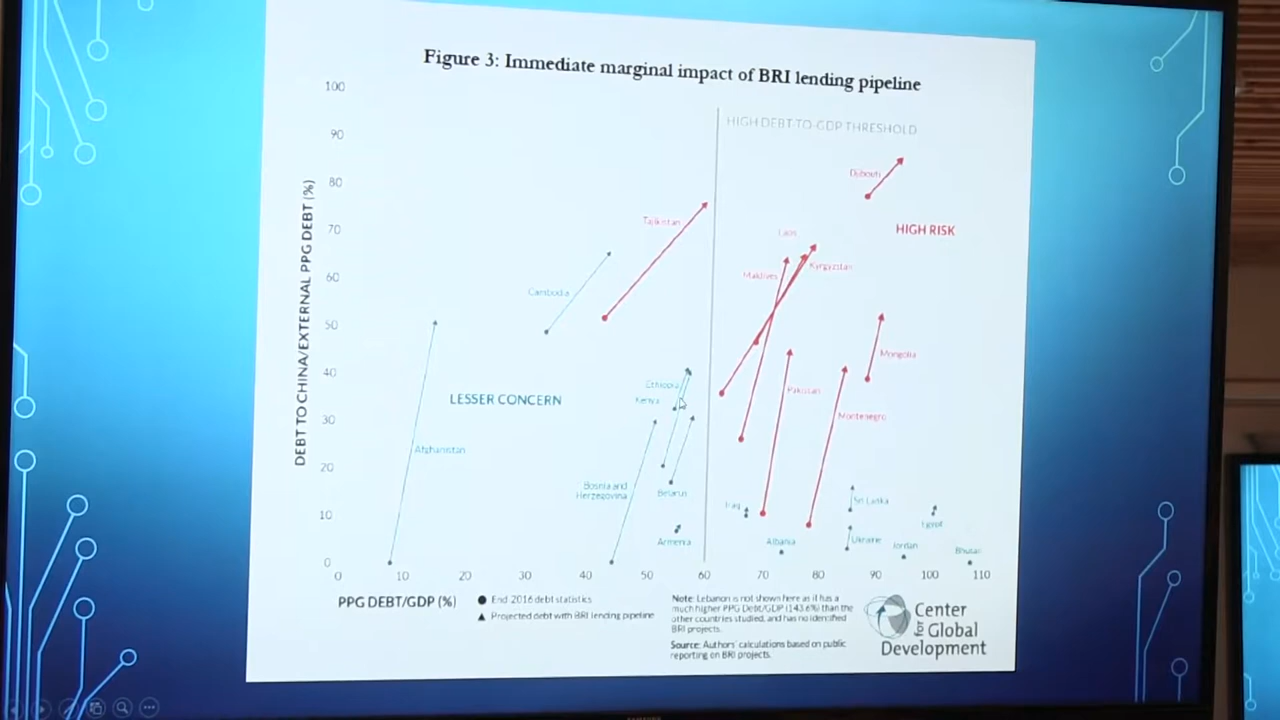 Figure 3: Immediate marginal impact of BRI lending pipeline
DEBT TO CHINA/EXTERNAL PPG DEBT (%)
100
90
80
70
60
50
40
30
20
10
0
HIGH DEBT-TO-GDP THRESHOLD
Djibouti
HIGH RISK
Tajikistan
Laos
Kyrgyzstan
Maldives
Cambodia
Mongolia
Ethiopia
Kenya
LESSER CONCERN
Pakistan
Montenegro
Afghanistan
Bosnia and
Herzegovina
Belarus
Iraq
Sri Lanka
Egypt
Armenia
Albania
Ukraine
Jordan
Bhutan
0 10 20 30 40 50 60 70 80 90 100 110
PPG DEBT/GDP (%)
End 2016 debt statistics
Projected debt with BRI lending pipeline
Note: Lebanon is not shown here as it has a
much higher PPG Debt/GDP (143.6%) than the
other countries studied, and has no identified
BRI projects.
Source: Authors' calculations based on public
reporting on BRI projects.
Center
for Global
Development
SAMSUNG